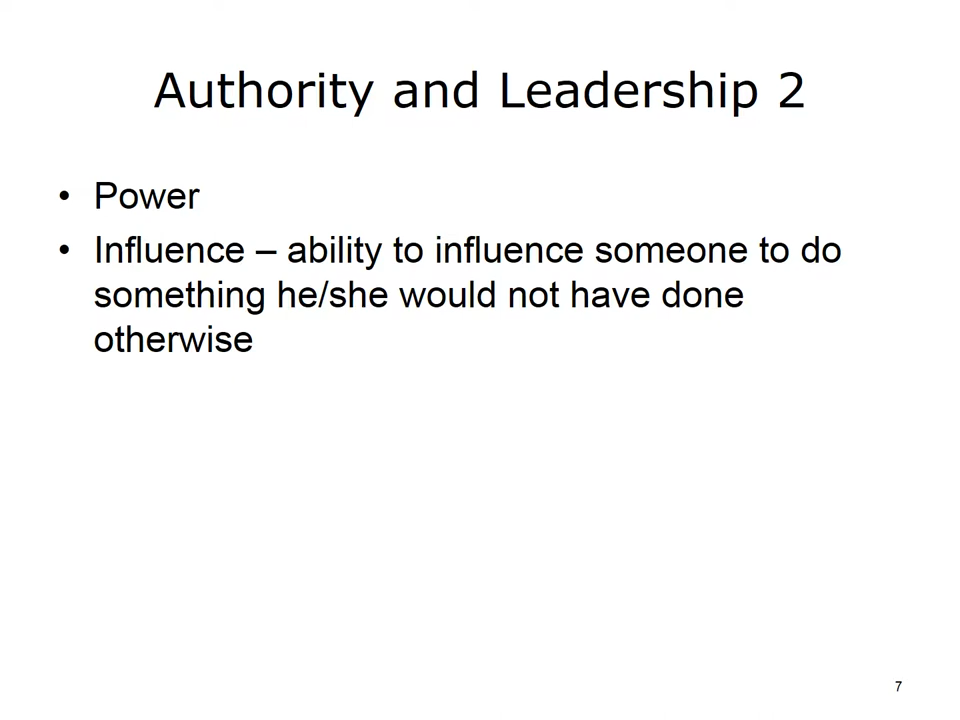 Authority and Leadership 2
• Power
• Influence – ability to influence someone to do
something he/she would not have done
otherwise
7